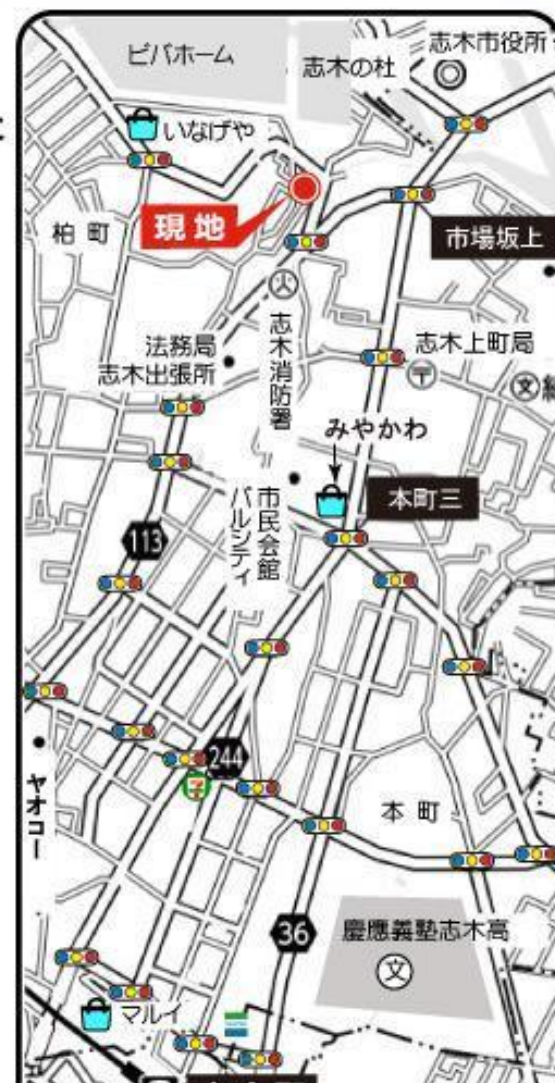 ビバホーム
志木の杜
志木市役所
いなげや
柏町
現地
市場坂上
法務局
志木出張所
志木消防署
志木上町局
〒
文
みやかわ
本町三
市民会館
パルシティ
113
244
7
ヤオコー
本町
36
慶應義塾志木高
文
マルイ